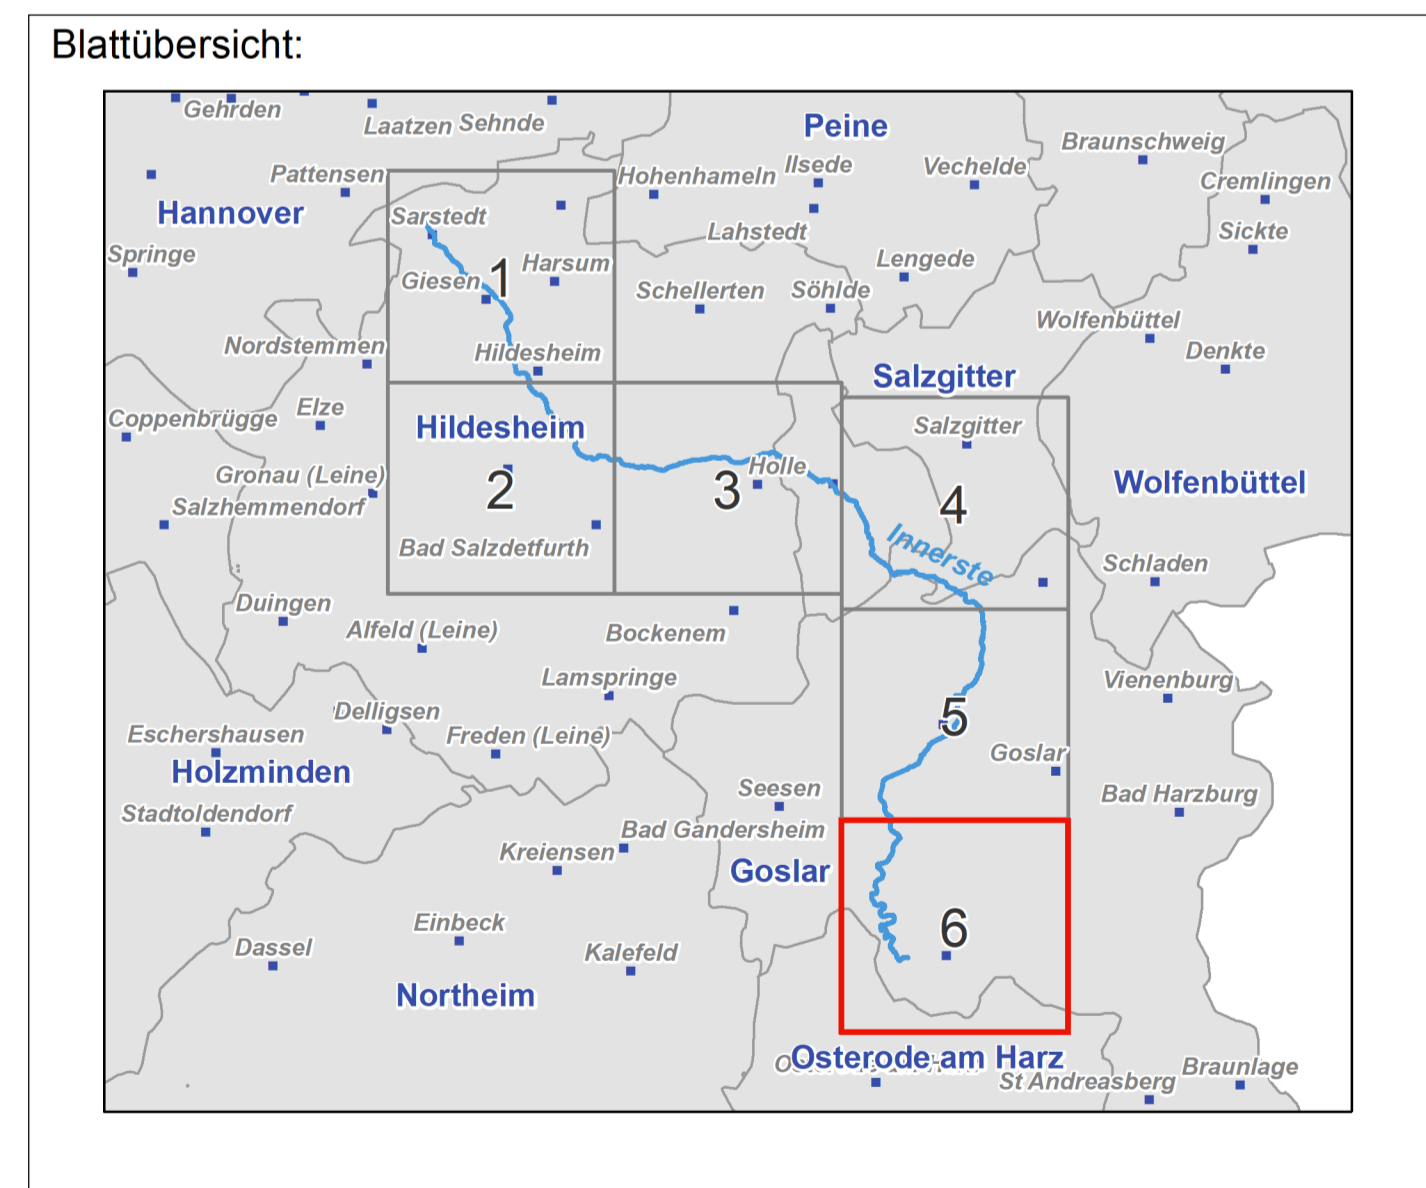 Blattübersicht:
Gehrden
Laatzen
Sehnde
Peine
Braunschweig
Pattensen
Hohenhameln
Ilsede
Vechelde
Cremlingen
Hannover
Sarstedt
Lahstedt
Sickte
Springe
Giesen
1
Harsum
Schellerten
Söhlde
Lengede
Wolfenbüttel
Nordstemmen
Hildesheim
Denkte
Salzgitter
Coppenbrügge
Elze
Hildesheim
Salzgitter
Gronau (Leine)
2
Holle
3
4
Wolfenbüttel
Salzhemmendorf
Bad Salzdetfurth
Innerste
Schladen
Duingen
Alfeld (Leine)
Bockenem
Lamspringe
Vienenburg
Delligsen
Eschershausen
Freden (Leine)
5
Goslar
Holzminden
Seesen
Bad Harzburg
Stadtoldendorf
Bad Gandersheim
Kreiensen
Goslar
Einbeck
6
Dassel
Kalefeld
Northeim
Osterode am Harz
St Andreasberg
Braunlage